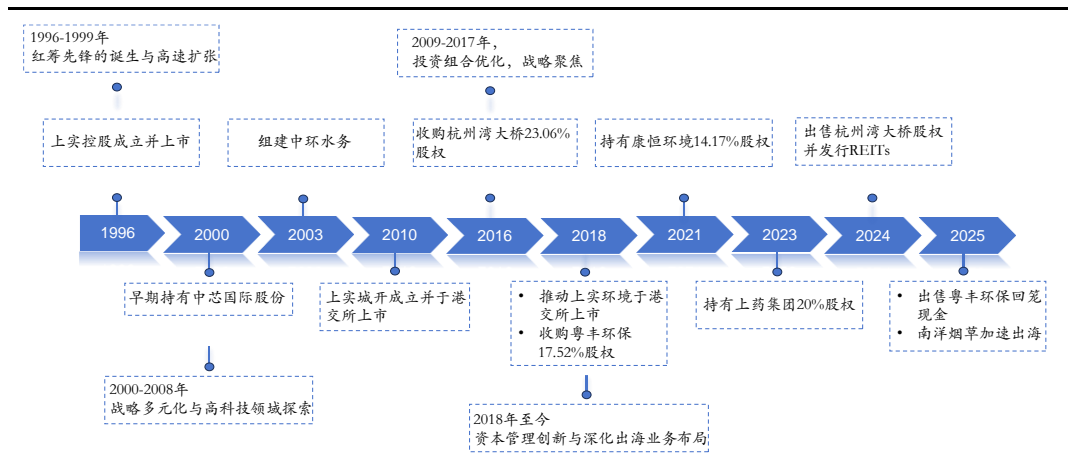 1996-1999年
红筹先锋的诞生与高速扩张
2009-2017年，
投资组合优化，战略聚焦
上实控股成立并上市
组建中环水务
收购杭州湾大桥23.06%
股权
持有康恒环境14.17%股权
出售杭州湾大桥股权
并发行REITs
1996
2000
2003
2010
2016
2018
2021
2023
2024
2025
早期持有中芯国际股份
上实城开成立并于港
交所上市
• 推动上实环境于港
交所上市
• 收购粤丰环保
17.52%股权
持有上药集团20%股权
• 出售粤丰环保回笼
现金
• 南洋烟草加速出海
2000-2008年
战略多元化与高科技领域探索
2018年至今
资本管理创新与深化出海业务布局